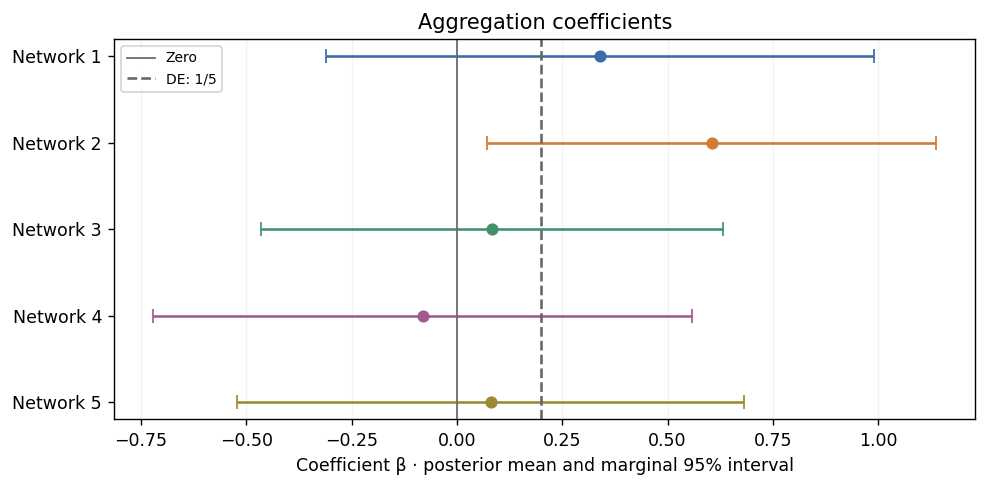 Aggregation coefficients
Network 1
Network 2
Network 3
Network 4
Network 5
Zero
DE: 1/5
−0.75 −0.50 −0.25 0.00 0.25 0.50 0.75 1.00
Coefficient β · posterior mean and marginal 95% interval